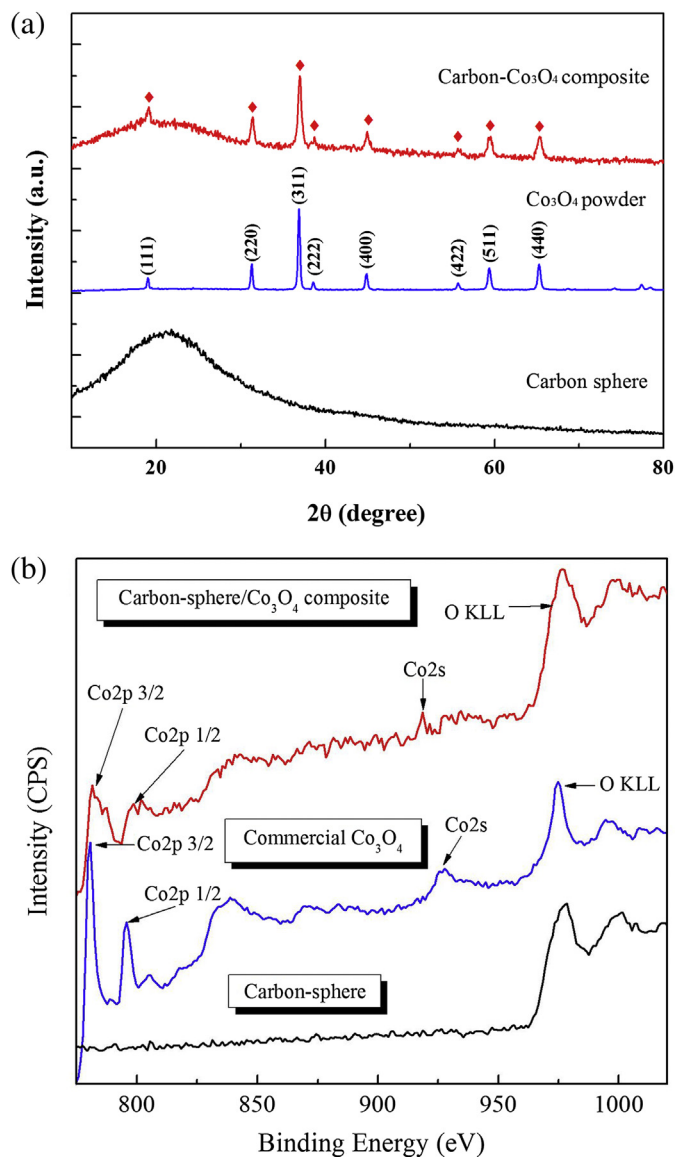 (a)
Carbon-Co₃O₄ composite
Co₃O₄ powder
(111)
(220)
(311)
(222)
(400)
(422)
(511)
(440)
Carbon sphere
Intensity (a.u.)
20
40
60
80
2θ (degree)
(b)
Carbon-sphere/Co₃O₄ composite
O KLL
Co2s
Co2p 3/2
Co2p 1/2
O KLL
Commercial Co₃O₄
Co2s
Co2p 3/2
Co2p 1/2
Carbon-sphere
Intensity (CPS)
800
850
900
950
1000
Binding Energy (eV)